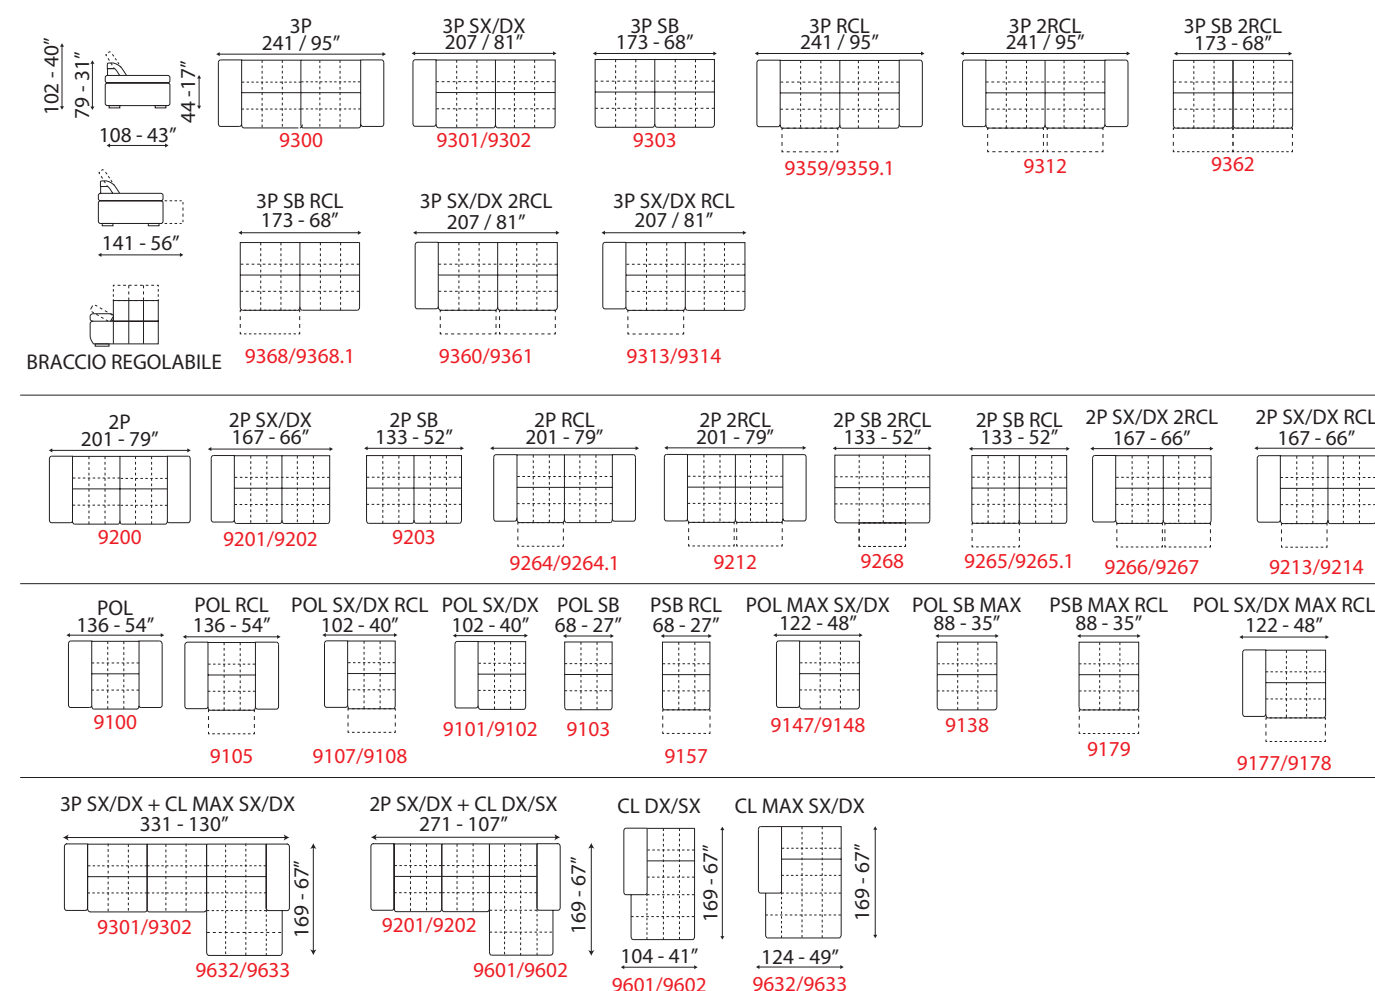 102 - 40”
79 - 31”
44 - 17”
108 - 43”
3P
241 / 95”
9300
3P SX/DX
207 / 81”
9301/9302
3P SB
173 - 68”
9303
3P RCL
241 / 95”
9359/9359.1
3P 2RCL
241 / 95”
9312
3P SB 2RCL
173 - 68”
9362
141 - 56”
BRACCIO REGOLABILE
3P SB RCL
173 - 68”
9368/9368.1
3P SX/DX 2RCL
207 / 81”
9360/9361
3P SX/DX RCL
207 / 81”
9313/9314
2P
201 - 79”
9200
2P SX/DX
167 - 66”
9201/9202
2P SB
133 - 52”
9203
2P RCL
201 - 79”
9264/9264.1
2P 2RCL
201 - 79”
9212
2P SB 2RCL
133 - 52”
9268
2P SB RCL
133 - 52”
9265/9265.1
2P SX/DX 2RCL
167 - 66”
9266/9267
2P SX/DX RCL
167 - 66”
9213/9214
POL
136 - 54”
9100
POL RCL
136 - 54”
9105
POL SX/DX RCL
102 - 40”
9107/9108
POL SX/DX
102 - 40”
9101/9102
POL SB
68 - 27”
9103
PSB RCL
68 - 27”
9157
POL MAX SX/DX
122 - 48”
9147/9148
POL SB MAX
88 - 35”
9138
PSB MAX RCL
88 - 35”
9179
POL SX/DX MAX RCL
122 - 48”
9177/9178
3P SX/DX + CL MAX SX/DX
331 - 130”
169 - 67”
9301/9302
9632/9633
2P SX/DX + CL DX/SX
271 - 107”
169 - 67”
9201/9202
9601/9602
CL DX/SX
169 - 67”
104 - 41”
9601/9602
CL MAX SX/DX
169 - 67”
124 - 49”
9632/9633